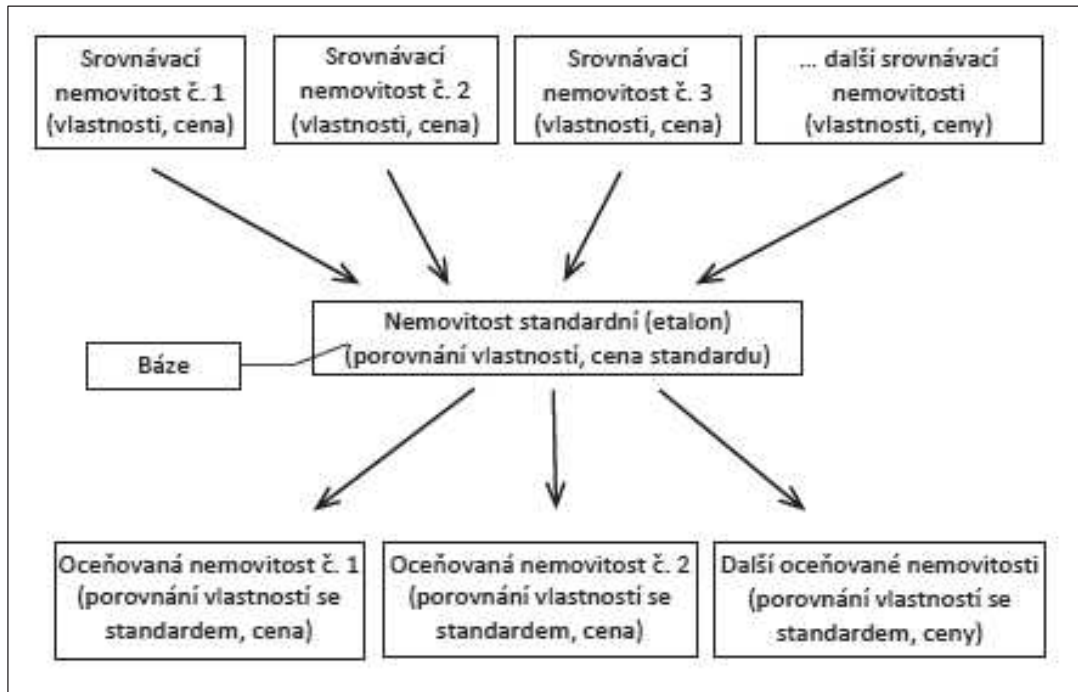 Srovnávací
nemovitost č. 1
(vlastnosti, cena)
Srovnávací
nemovitost č. 2
(vlastnosti, cena)
Srovnávací
nemovitost č. 3
(vlastnosti, cena)
... další srovnávací
nemovitosti
(vlastnosti, ceny)
Nemovitost standardní (etalon)
(porovnání vlastností, cena standardu)
Báze
Oceňovaná nemovitost č. 1
(porovnání vlastností se
standardem, cena)
Oceňovaná nemovitost č. 2
(porovnání vlastností se
standardem, cena)
Další oceňované nemovitosti
(porovnání vlastností se
standardem, ceny)